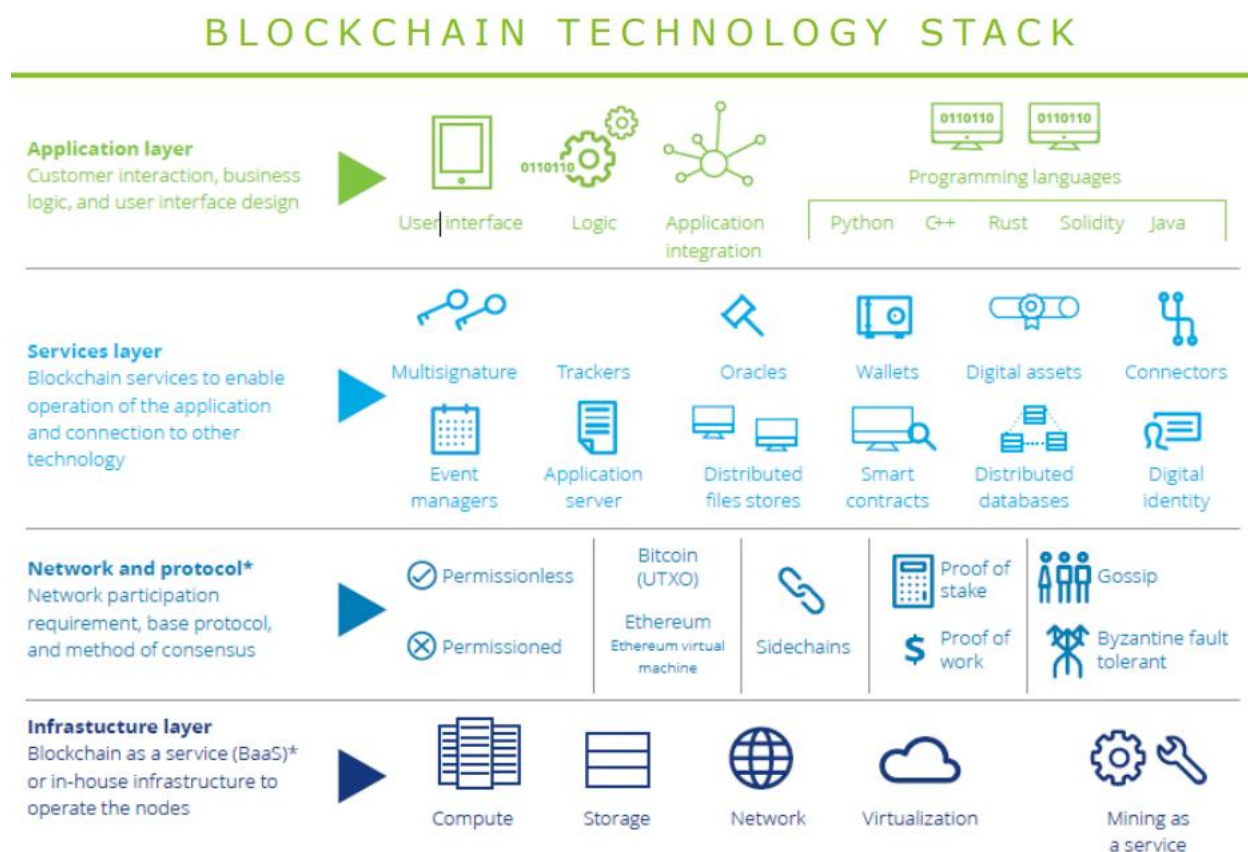 BLOCKCHAIN TECHNOLOGY STACK
Application layer
Customer interaction, business
logic, and user interface design
0110110
User interface
Logic
Application
integration
0110110
0110110
Programming languages
Python
C++
Rust
Solidity
Java
Services layer
Blockchain services to enable
operation of the application
and connection to other
technology
Multisignature
Trackers
Oracles
Wallets
Digital assets
Connectors
Event
managers
Application
server
Distributed
files stores
Smart
contracts
Distributed
databases
Digital
identity
Network and protocol*
Network participation
requirement, base protocol,
and method of consensus
Permissionless
Permissioned
Bitcoin
(UTXO)
Ethereum
Ethereum virtual
machine
Sidechains
Proof of
stake
$
Proof of
work
Gossip
Byzantine fault
tolerant
Infrastucture layer
Blockchain as a service (BaaS)*
or in-house infrastructure to
operate the nodes
Compute
Storage
Network
Virtualization
Mining as
a service